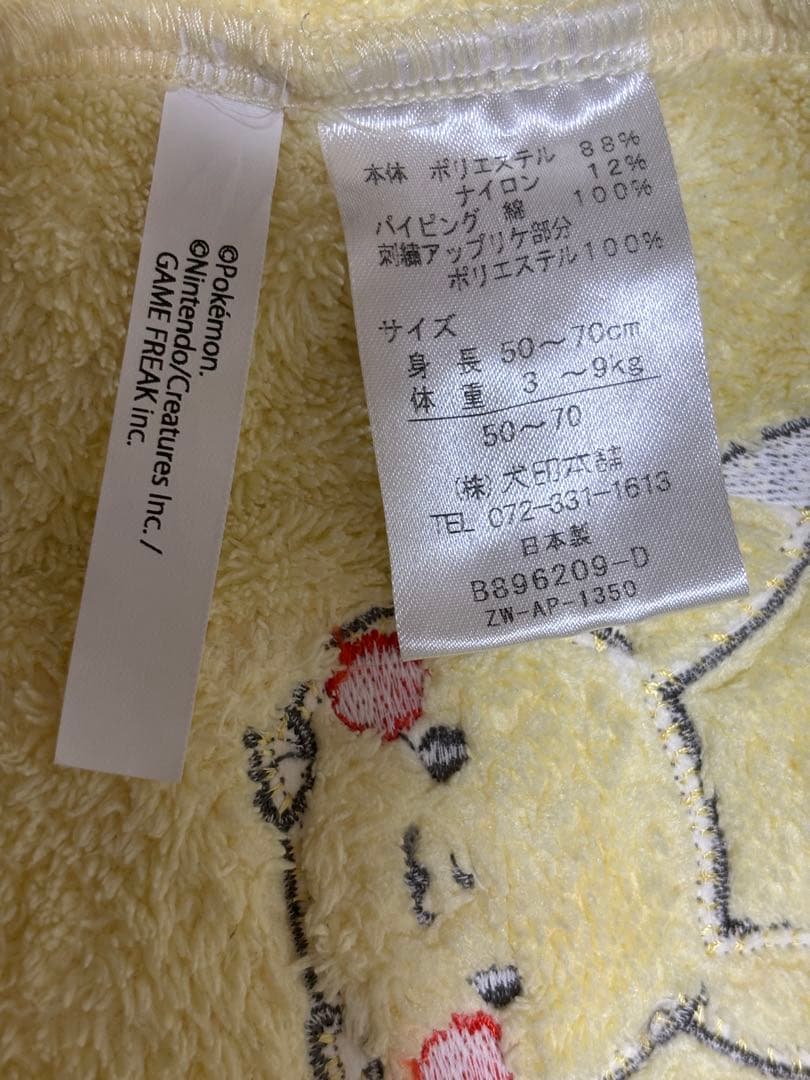 ©Pokémon.
©Nintendo/Creatures Inc./
GAME FREAK inc.
本体 ポリエステル 88%
ナイロン 12%
パイピング 綿 100%
刺繍アップリケ部分
ポリエステル100%
サイズ
身長 50～70cm
体重 3 ～9kg
50～70
(株)犬印本舗
TEL 072-331-1613
日本製
B896209-D
ZW-AP-1350